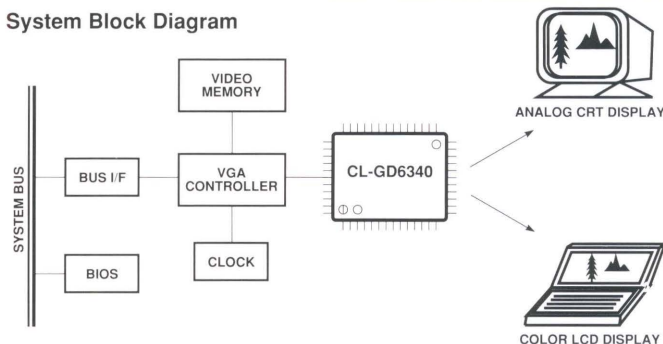 System Block Diagram
VIDEO
MEMORY
ANALOG CRT DISPLAY
SYSTEM BUS
BUS I/F
VGA
CONTROLLER
CL-GD6340
BIOS
CLOCK
COLOR LCD DISPLAY